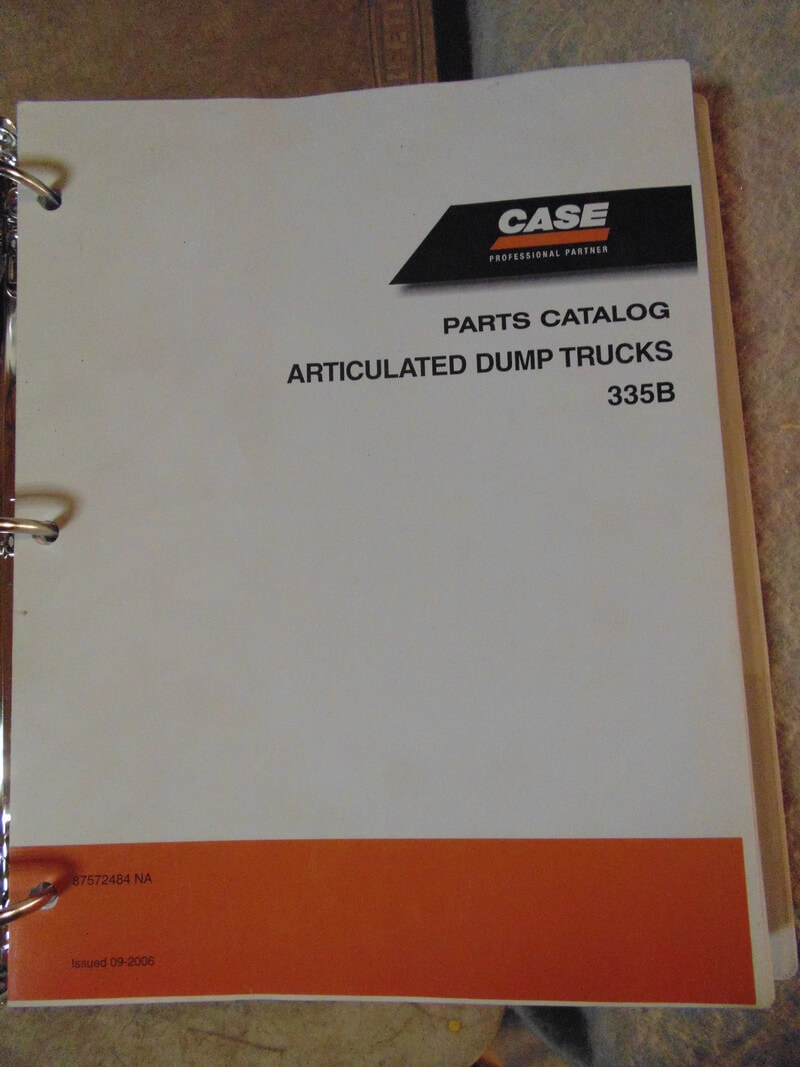 CASE
PROFESSIONAL PARTNER
PARTS CATALOG
ARTICULATED DUMP TRUCKS
335B
87572484 NA
Issued 09-2006